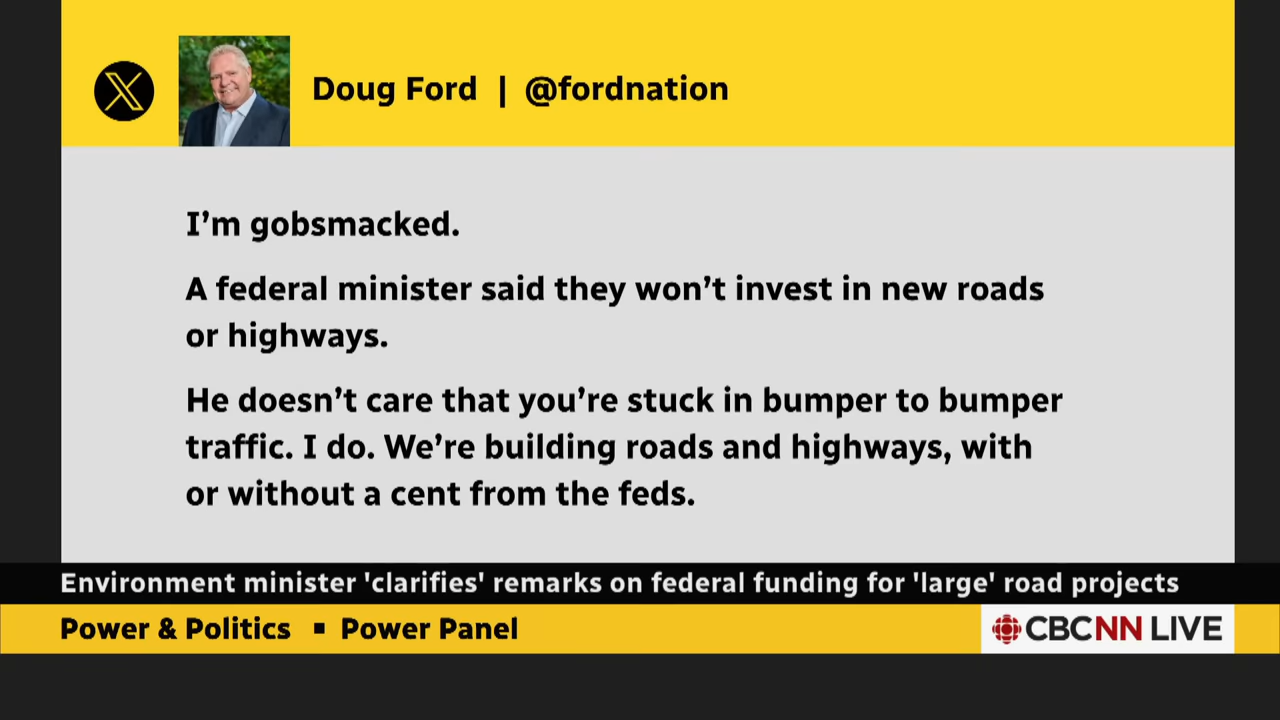 Doug Ford | @fordnation
I'm gobsmacked.
A federal minister said they won't invest in new roads
or highways.
He doesn't care that you're stuck in bumper to bumper
traffic. I do. We're building roads and highways, with
or without a cent from the feds.
Environment minister 'clarifies' remarks on federal funding for 'large' road projects
Power & Politics ▪ Power Panel
CBCNN LIVE